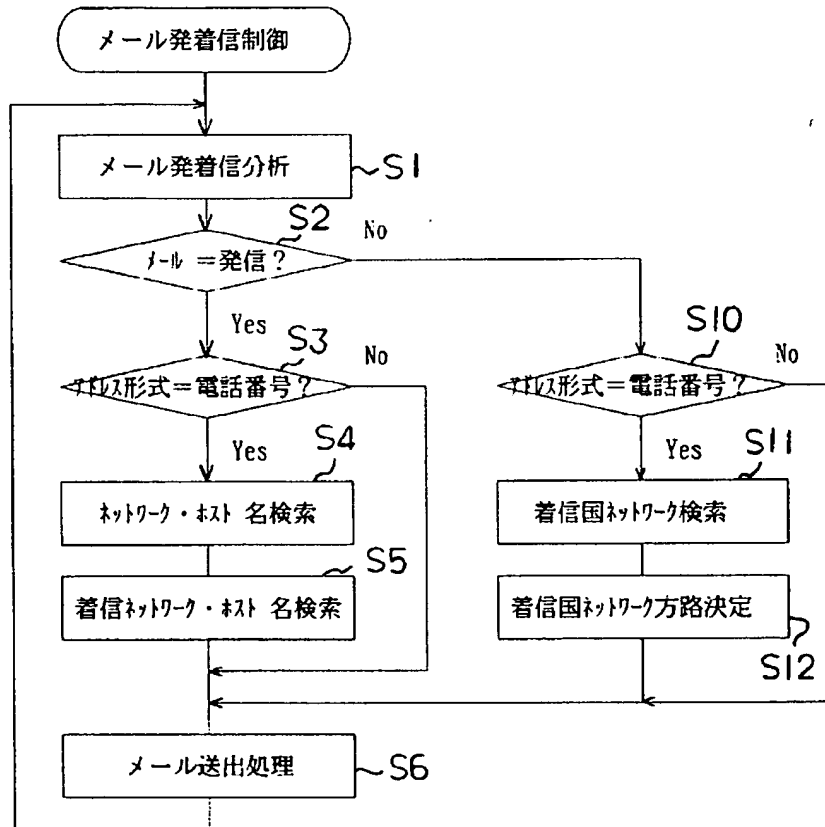 メール発着信制御
メール発着信分析
S1
S2
メール =発信?
No
Yes
S3
アドレス形式=電話番号?
No
Yes
S4
ネットワーク・ホスト 名検索
S5
着信ネットワーク・ホスト 名検索
S10
アドレス形式=電話番号?
No
Yes
S11
着信国ネットワーク検索
着信国ネットワーク方路決定
S12
メール送出処理
S6